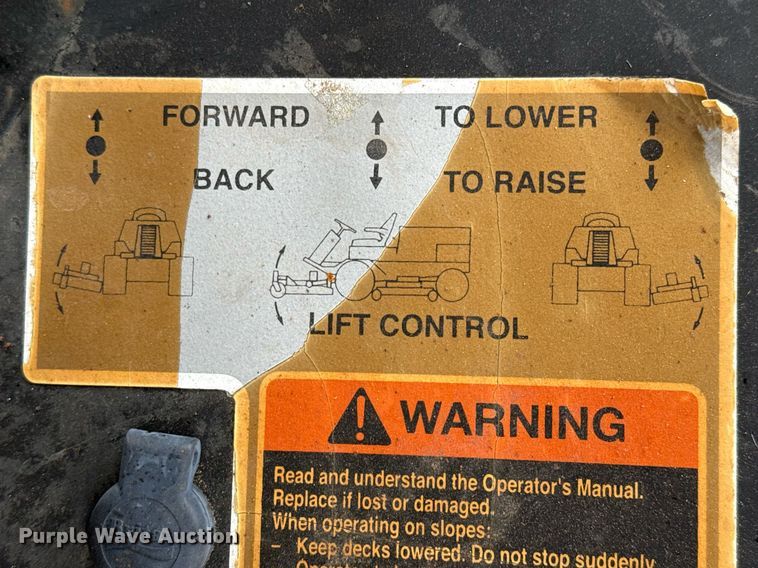 FORWARD TO LOWER
BACK TO RAISE
LIFT CONTROL
WARNING
Read and understand the Operator's Manual.
Replace if lost or damaged.
When operating on slopes:
- Keep decks lowered. Do not stop suddenly
Purple Wave Auction